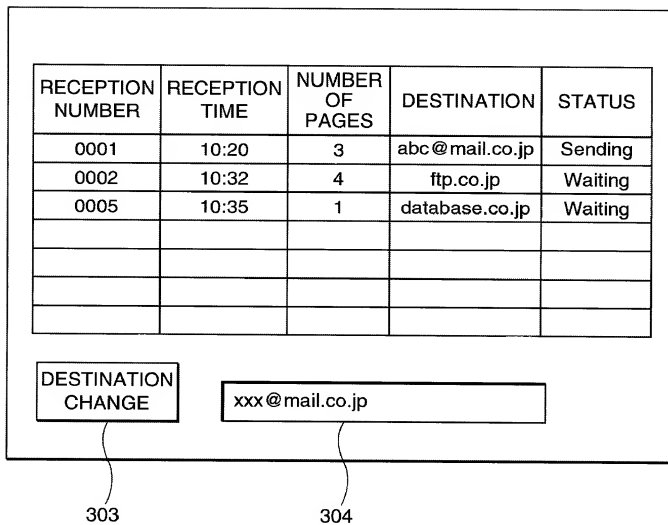 RECEPTION NUMBER RECEPTION TIME NUMBER OF PAGES DESTINATION STATUS
0001 10:20 3 abc@mail.co.jp Sending
0002 10:32 4 ftp.co.jp Waiting
0005 10:35 1 database.co.jp Waiting
DESTINATION
CHANGE
xxx@mail.co.jp
303 304